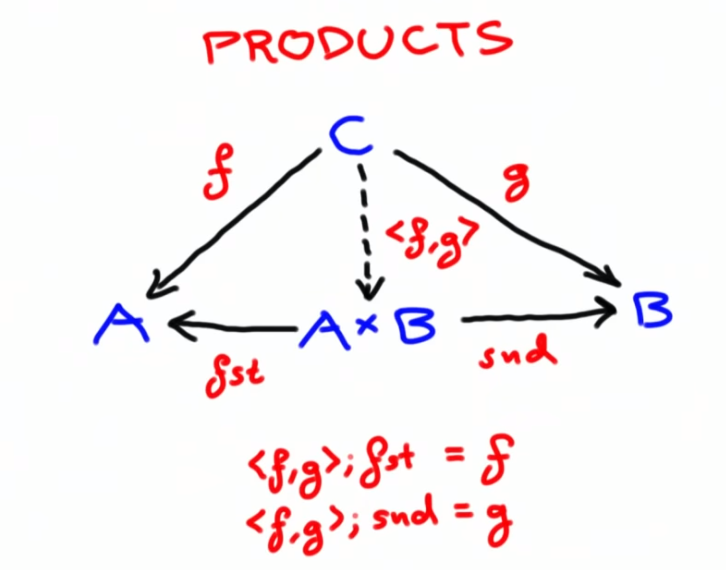 PRODUCTS
C
f
g
<f,g>
A
A × B
B
fst
snd
<f,g>; fst = f
<f,g>; snd = g